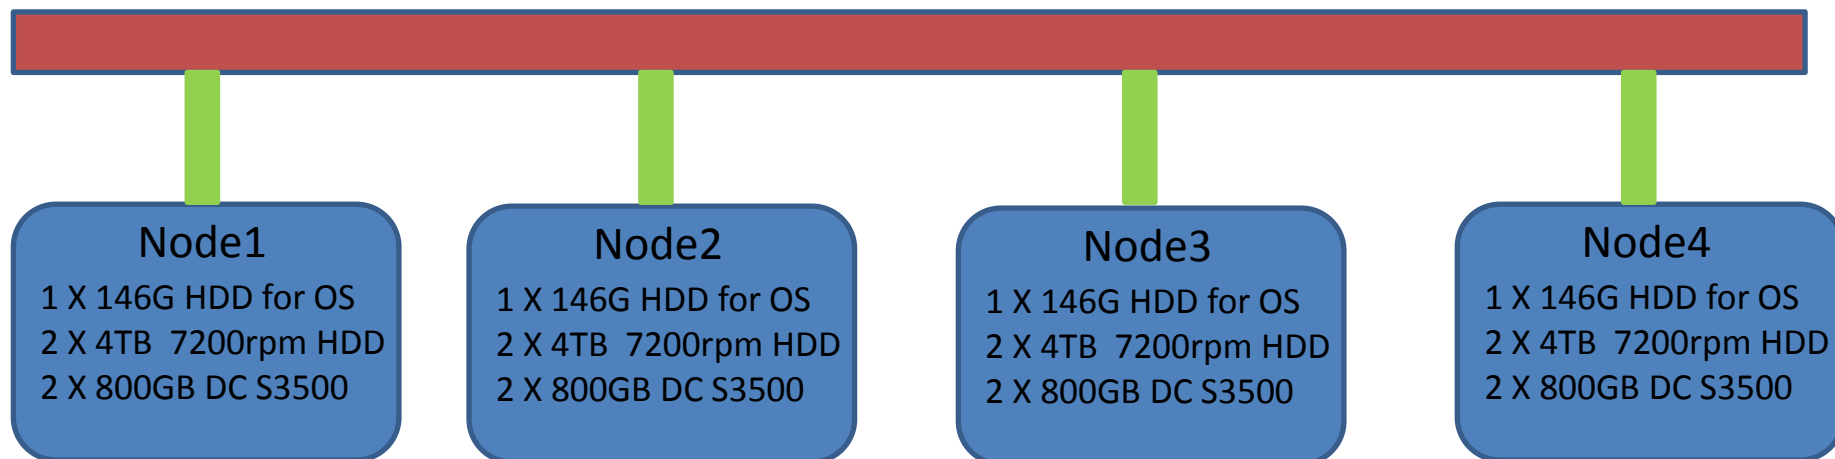 Node1
1 X 146G HDD for OS
2 X 4TB  7200rpm HDD
2 X 800GB DC S3500
Node2
1 X 146G HDD for OS
2 X 4TB  7200rpm HDD
2 X 800GB DC S3500
Node3
1 X 146G HDD for OS
2 X 4TB  7200rpm HDD
2 X 800GB DC S3500
Node4
1 X 146G HDD for OS
2 X 4TB  7200rpm HDD
2 X 800GB DC S3500